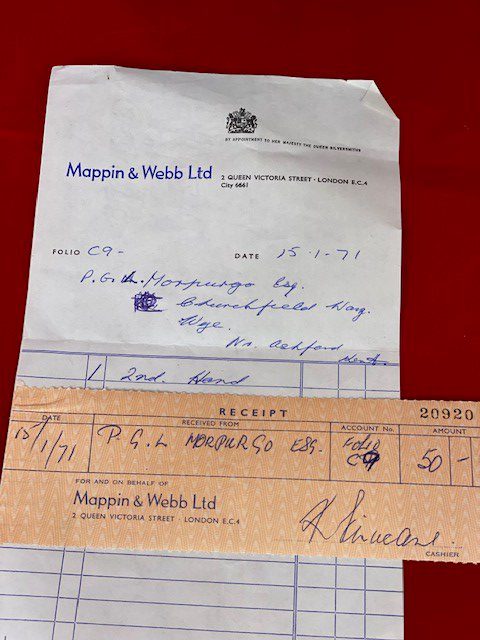 BY APPOINTMENT TO HER MAJESTY THE QUEEN SILVERSMITHS
Mappin & Webb Ltd
2 QUEEN VICTORIA STREET · LONDON E.C.4
City 6661
FOLIO C9 -
DATE 15.1.71
P.G.L. Morpurgo Esq.
Churchfield
Wye.
Nr. Ashford Kent.
1 2nd. Hand
RECEIPT 20920
DATE RECEIVED FROM ACCOUNT No. AMOUNT
15/1/71 P.G.L MORPURGO ESQ. FOLIO C9 50 -
FOR AND ON BEHALF OF
Mappin & Webb Ltd
2 QUEEN VICTORIA STREET · LONDON E.C.4
CASHIER